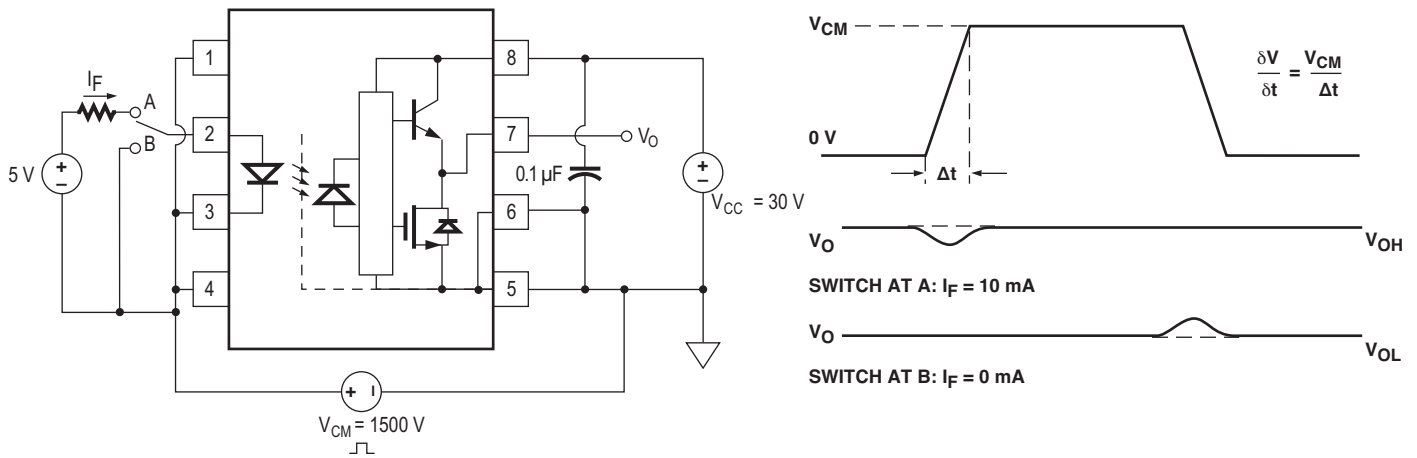 I_F
A
B
5 V
+
−
1
2
3
4
8
7
6
5
V_O
0.1 µF
+
−
V_CC = 30 V
+ −
V_CM = 1500 V
V_CM
0 V
Δt
δV/δt = V_CM/Δt
V_O
V_OH
SWITCH AT A: I_F = 10 mA
V_O
V_OL
SWITCH AT B: I_F = 0 mA